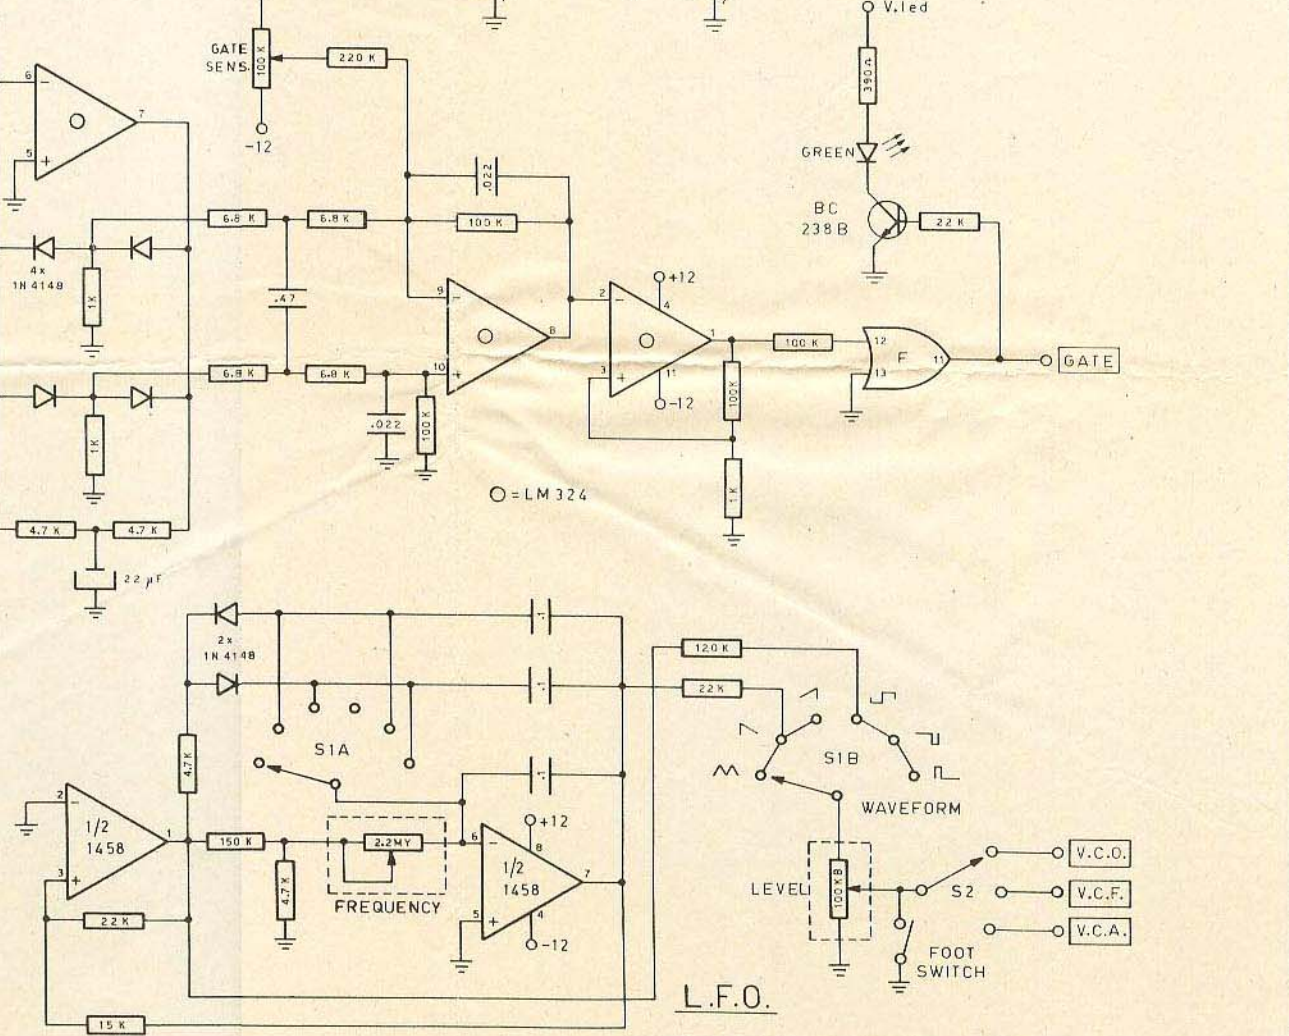 V.led
GATE
SENS.
100 K
220 K
390 Ω
6
7
5
+
-12
GREEN
.022
BC
238 B
22 K
6.8 K
6.8 K
100 K
4x
1N 4148
1K
.47
9
8
10
+
+12
2
4
1
3
11
-12
100 K
12
13
F
11
GATE
6.8 K
6.8 K
.022
100 K
100K
1K
1K
O = LM 324
4.7 K
4.7 K
22 µF
2x
1N 4148
.1
.1
.1
120 K
22K
S1A
S1B
WAVEFORM
4.7K
2
1/2
1458
1
3
+
150 K
4.7K
2.2MY
FREQUENCY
+12
6
8
1/2
1458
7
5
+
4
-12
22 K
15 K
LEVEL
100 KB
S2
V.C.O.
V.C.F.
V.C.A.
FOOT
SWITCH
L.F.O.